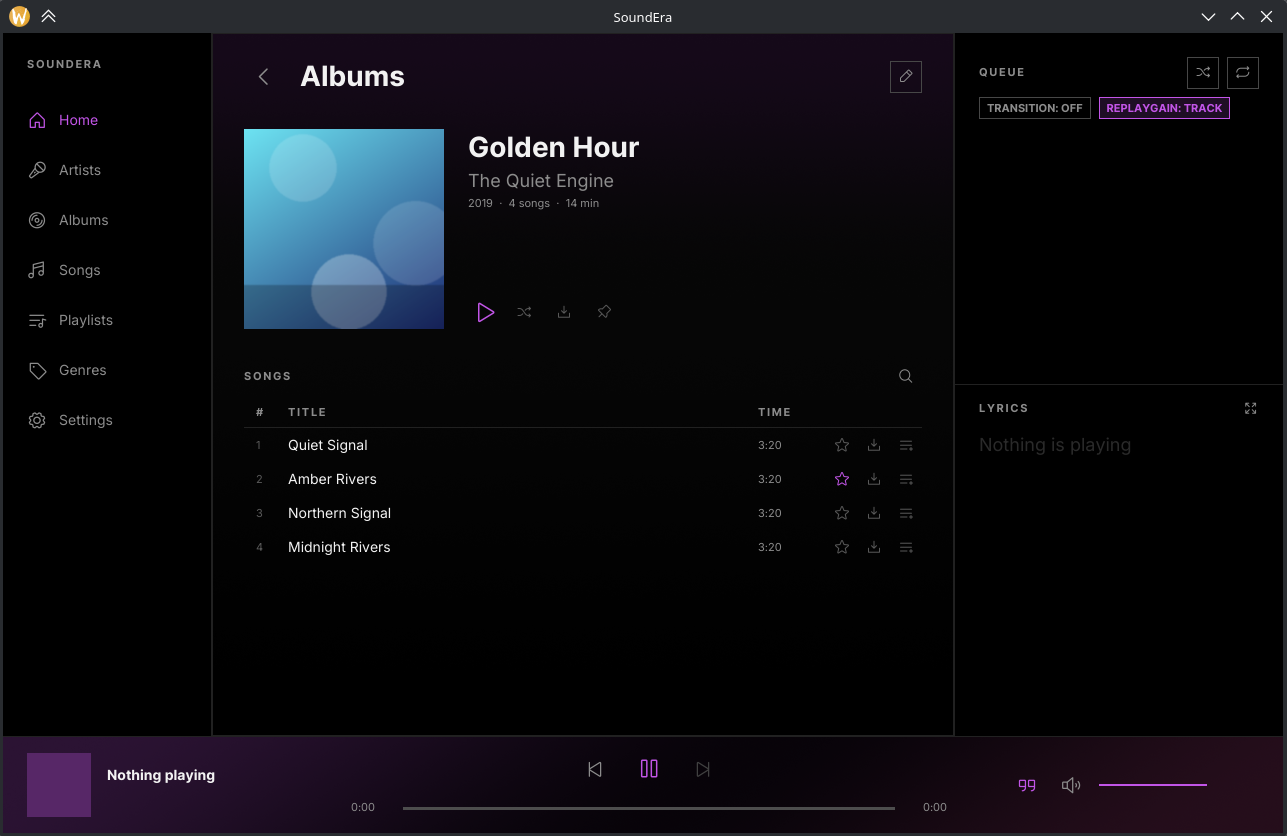 SoundEra
SOUNDERA
Home
Artists
Albums
Songs
Playlists
Genres
Settings
Albums
Golden Hour
The Quiet Engine
2019 · 4 songs · 14 min
SONGS
# TITLE TIME
1 Quiet Signal 3:20
2 Amber Rivers 3:20
3 Northern Signal 3:20
4 Midnight Rivers 3:20
QUEUE
TRANSITION: OFF REPLAYGAIN: TRACK
LYRICS
Nothing is playing
Nothing playing
0:00 0:00